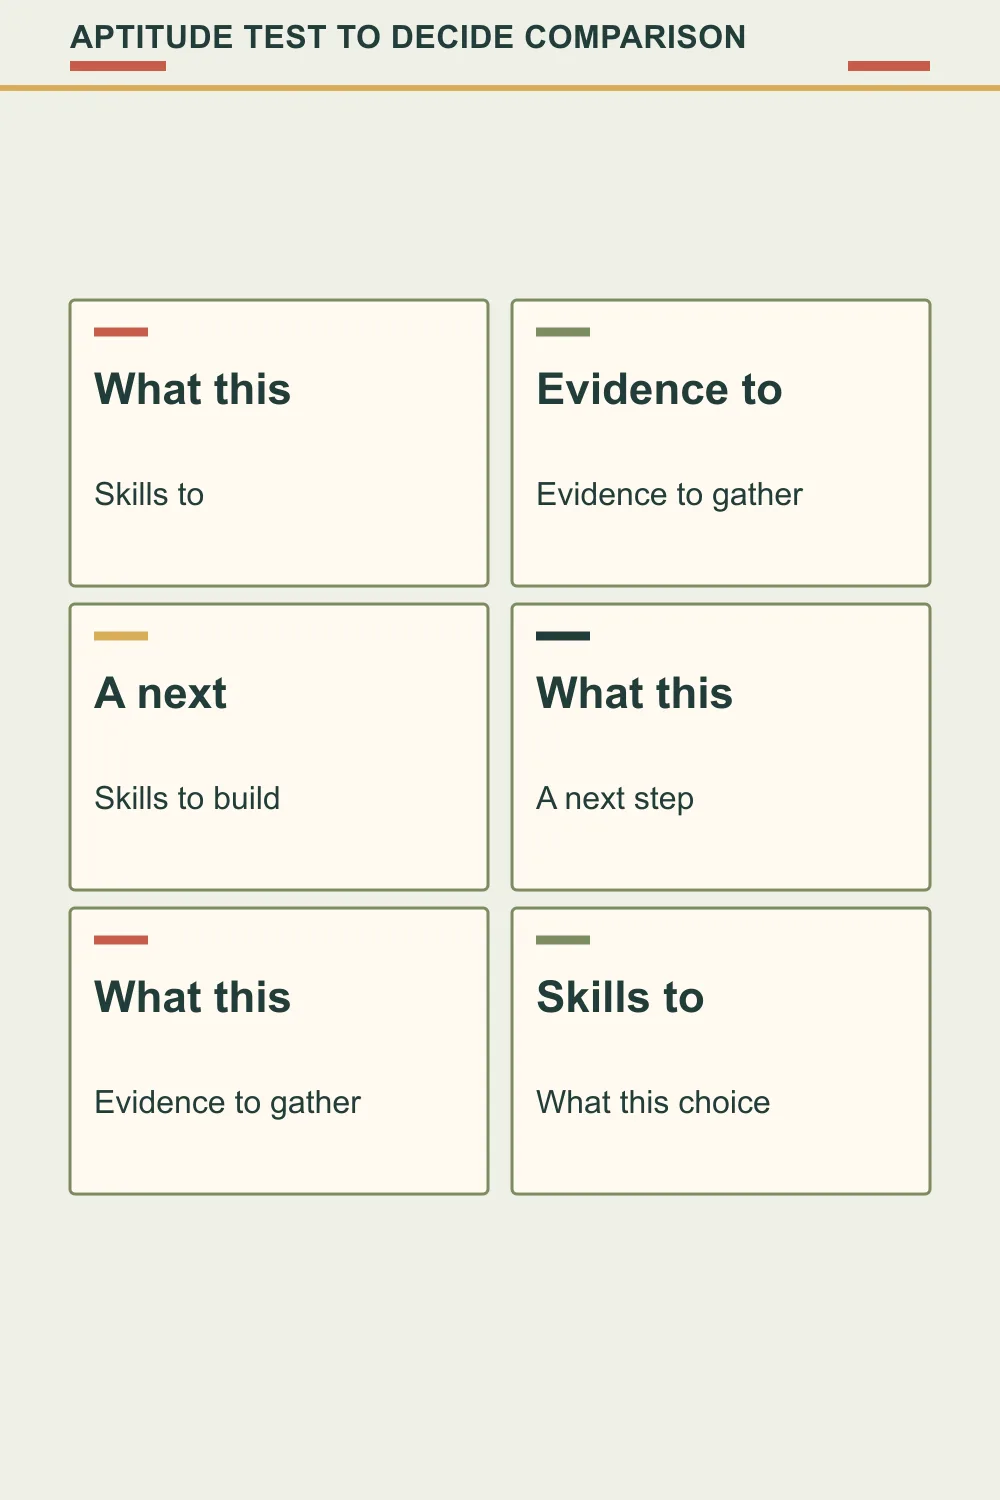 APTITUDE TEST TO DECIDE COMPARISON
What this
Skills to
Evidence to
Evidence to gather
A next
Skills to build
What this
A next step
What this
Evidence to gather
Skills to
What this choice